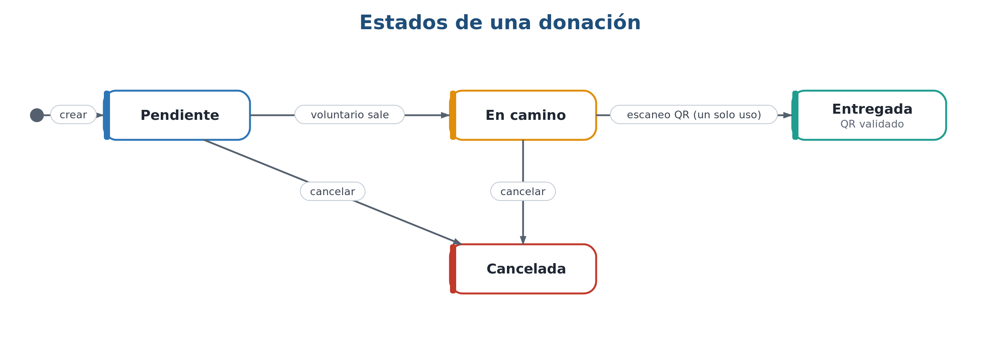 Estados de una donación
crear
Pendiente
voluntario sale
En camino
escaneo QR (un solo uso)
Entregada
QR validado
cancelar
cancelar
Cancelada